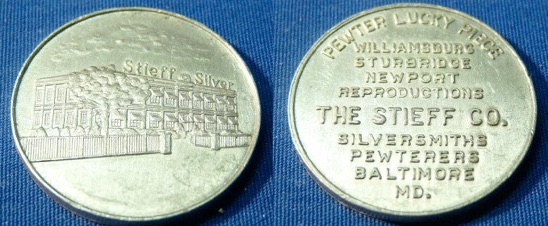 Stieff Silver
PEWTER LUCKY PIECE
WILLIAMSBURG
STURBRIDGE
NEWPORT
REPRODUCTIONS
THE STIEFF CO.
SILVERSMITHS
PEWTERERS
BALTIMORE
MD.